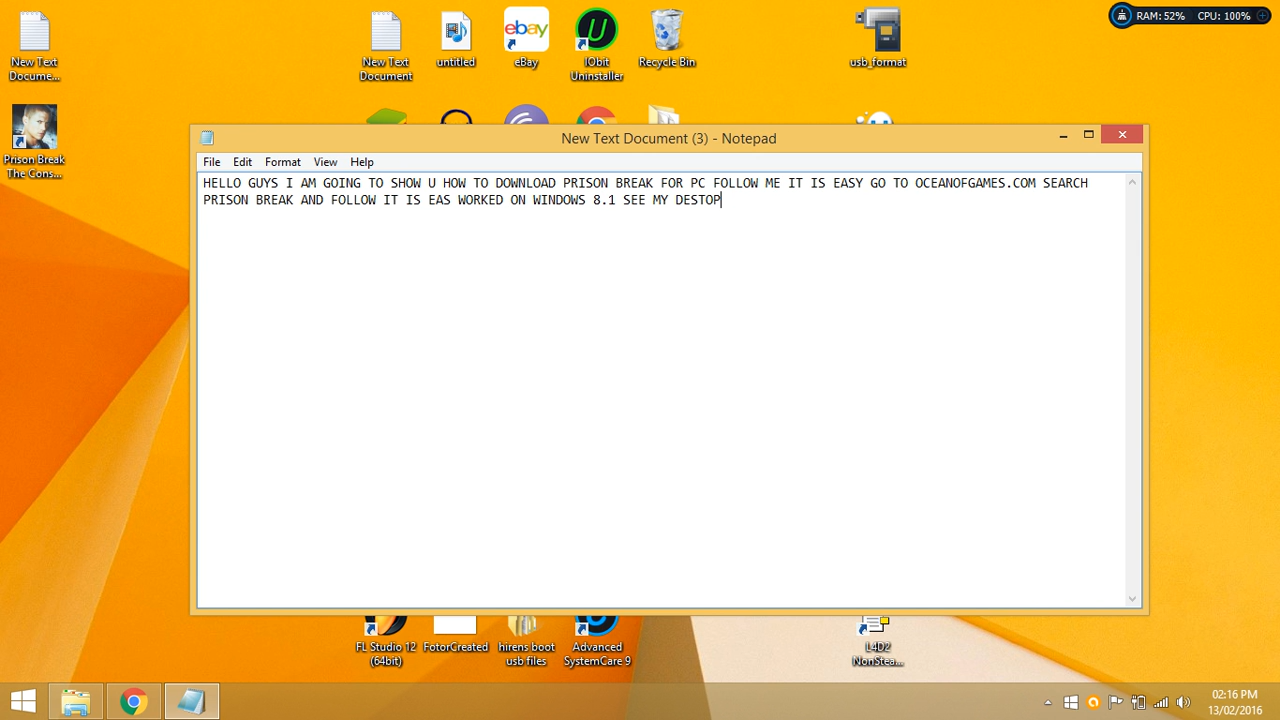 RAM: 52% CPU: 100%
New Text Docume...
New Text Document
untitled
ebay
eBay
U
IObit Uninstaller
Recycle Bin
usb_format
Prison Break The Cons...
New Text Document (3) - Notepad
File Edit Format View Help
HELLO GUYS I AM GOING TO SHOW U HOW TO DOWNLOAD PRISON BREAK FOR PC FOLLOW ME IT IS EASY GO TO OCEANOFGAMES.COM SEARCH
PRISON BREAK AND FOLLOW IT IS EAS WORKED ON WINDOWS 8.1 SEE MY DESTOP
FL Studio 12 (64bit)
FotorCreated
hirens boot usb files
Advanced SystemCare 9
L4D2 NonStea...
02:16 PM
13/02/2016